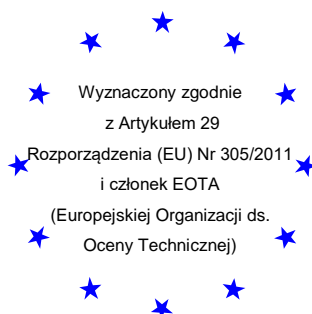 Wyznaczony zgodnie
z Artykułem 29
Rozporządzenia (EU) Nr 305/2011
i członek EOTA
(Europejskiej Organizacji ds.
Oceny Technicznej)